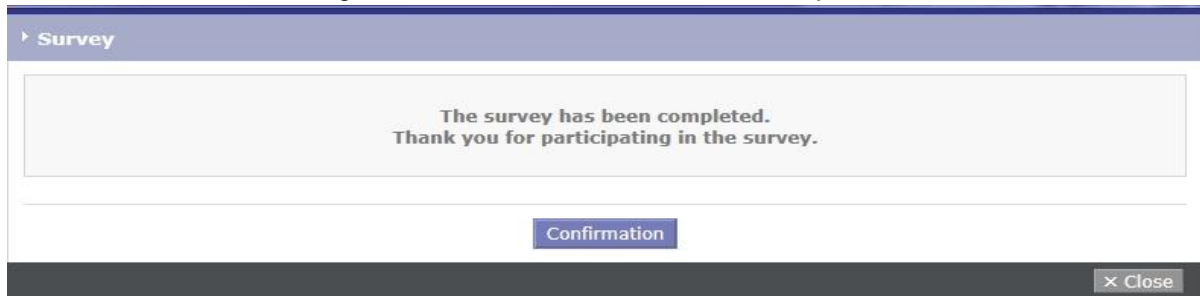 Survey
The survey has been completed.
Thank you for participating in the survey.
Confirmation
× Close